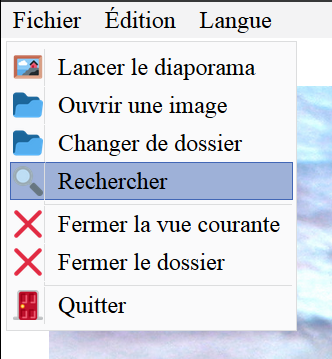 Fichier Édition Langue
Lancer le diaporama
Ouvrir une image
Changer de dossier
Rechercher
Fermer la vue courante
Fermer le dossier
Quitter